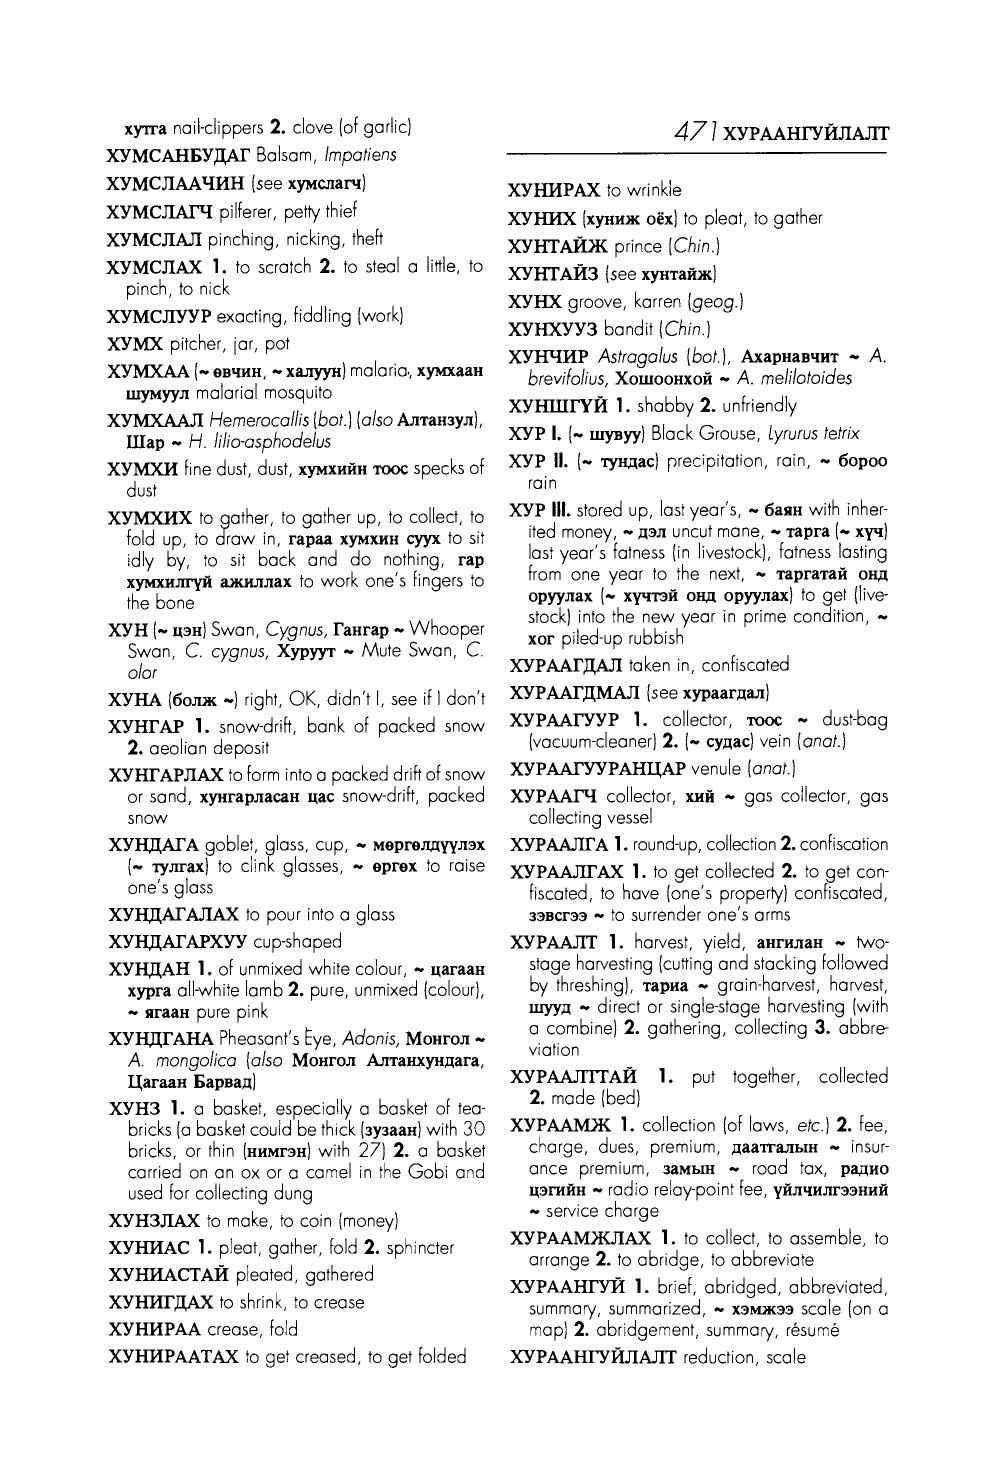 хутга nail-clippers 2. clove (of garlic)
ХУМСАНБУДАГ Balsam, Impatiens
ХУМСЛААЧИН (see хумслагч)
ХУМСЛАГЧ pilferer, petty thief
ХУМСЛАЛ pinching, nicking, theft
ХУМСЛАХ 1. to scratch 2. to steal a little, to
pinch, to nick
ХУМСЛУУР exacting, fiddling (work)
ХУМХ pitcher, jar, pot
ХУМХАА (~ өвчин, ~ халуун) malaria, хумхаан
шумуул malarial mosquito
ХУМХААЛ Hemerocallis (bot.) (also Алтанзул),
Шар ~ H. lilio-asphodelus
ХУМХИ fine dust, dust, хумхийн тоос specks of
dust
ХУМХИХ to gather, to gather up, to collect, to
fold up, to draw in, гараа хумхин суух to sit
idly by, to sit back and do nothing, гар
хумхилгүй ажиллах to work one's fingers to
the bone
ХУН (~ цэн) Swan, Cygnus, Гангар ~ Whooper
Swan, C. cygnus, Хуруут ~ Mute Swan, C.
olor
ХУНА (болж ~) right, OK, didn't I, see if I don't
ХУНГАР 1. snow-drift, bank of packed snow
2. aeolian deposit
ХУНГАРЛАХ to form into a packed drift of snow
or sand, хунгарласан цас snow-drift, packed
snow
ХУНДАГА goblet, glass, cup, ~ мөргөлдүүлэх
(~ тулгах) to clink glasses, ~ өргөх to raise
one's glass
ХУНДАГАЛАХ to pour into a glass
ХУНДАГАРХУУ cup-shaped
ХУНДАН 1. of unmixed white colour, ~ цагаан
хурга all-white lamb 2. pure, unmixed (colour),
~ ягаан pure pink
ХУНДГАНА Pheasant's Eye, Adonis, Монгол ~
A. mongolica (also Монгол Алтанхундага,
Цагаан Барвад)
ХУНЗ 1. a basket, especially a basket of tea-
bricks (a basket could be thick (зузаан) with 30
bricks, or thin (нимгэн) with 27) 2. a basket
carried on an ox or a camel in the Gobi and
used for collecting dung
ХУНЗЛАХ to make, to coin (money)
ХУНИАС 1. pleat, gather, fold 2. sphincter
ХУНИАСТАЙ pleated, gathered
ХУНИГДАХ to shrink, to crease
ХУНИРАА crease, fold
ХУНИРААТАХ to get creased, to get folded
471 ХУРААНГУЙЛАЛТ
ХУНИРАХ to wrinkle
ХУНИХ (хуниж оёх) to pleat, to gather
ХУНТАЙЖ prince (Chin.)
ХУНТАЙЗ (see хунтайж)
ХУНХ groove, karren (geog.)
ХУНХУУЗ bandit (Chin.)
ХУНЧИР Astragalus (bot.), Ахарнавчит ~ A.
brevifolius, Хошоонхой ~ A. melilotoides
ХУНШГҮЙ 1. shabby 2. unfriendly
ХУР I. (~ шувуу) Black Grouse, Lyrurus tetrix
ХУР II. (~ тундас) precipitation, rain, ~ бороо
rain
ХУР III. stored up, last year's, ~ баян with inher-
ited money, ~ дэл uncut mane, ~ тарга (~ хүч)
last year's fatness (in livestock), fatness lasting
from one year to the next, ~ таргатай онд
оруулах (~ хүчтэй онд оруулах) to get (live-
stock) into the new year in prime condition, ~
хог piled-up rubbish
ХУРААГДАЛ taken in, confiscated
ХУРААГДМАЛ (see хураагдал)
ХУРААГУУР 1. collector, тоос ~ dust-bag
(vacuum-cleaner) 2. (~ судас) vein (anat.)
ХУРААГУУРАНЦАР venule (anat.)
ХУРААГЧ collector, хий ~ gas collector, gas
collecting vessel
ХУРААЛГА 1. round-up, collection 2. confiscation
ХУРААЛГАХ 1. to get collected 2. to get con-
fiscated, to have (one's property) confiscated,
зэвсгээ ~ to surrender one's arms
ХУРААЛТ 1. harvest, yield, ангилан ~ two-
stage harvesting (cutting and stacking followed
by threshing), тариа ~ grain-harvest, harvest,
шууд ~ direct or single-stage harvesting (with
a combine) 2. gathering, collecting 3. abbre-
viation
ХУРААЛТТАЙ 1. put together, collected
2. made (bed)
ХУРААМЖ 1. collection (of laws, etc.) 2. fee,
charge, dues, premium, даатгалын ~ insur-
ance premium, замын ~ road tax, радио
цэгийн ~ radio relay-point fee, үйлчилгээний
~ service charge
ХУРААМЖЛАХ 1. to collect, to assemble, to
arrange 2. to abridge, to abbreviate
ХУРААНГУЙ 1. brief, abridged, abbreviated,
summary, summarized, ~ хэмжээ scale (on a
map) 2. abridgement, summary, résumé
ХУРААНГУЙЛАЛТ reduction, scale